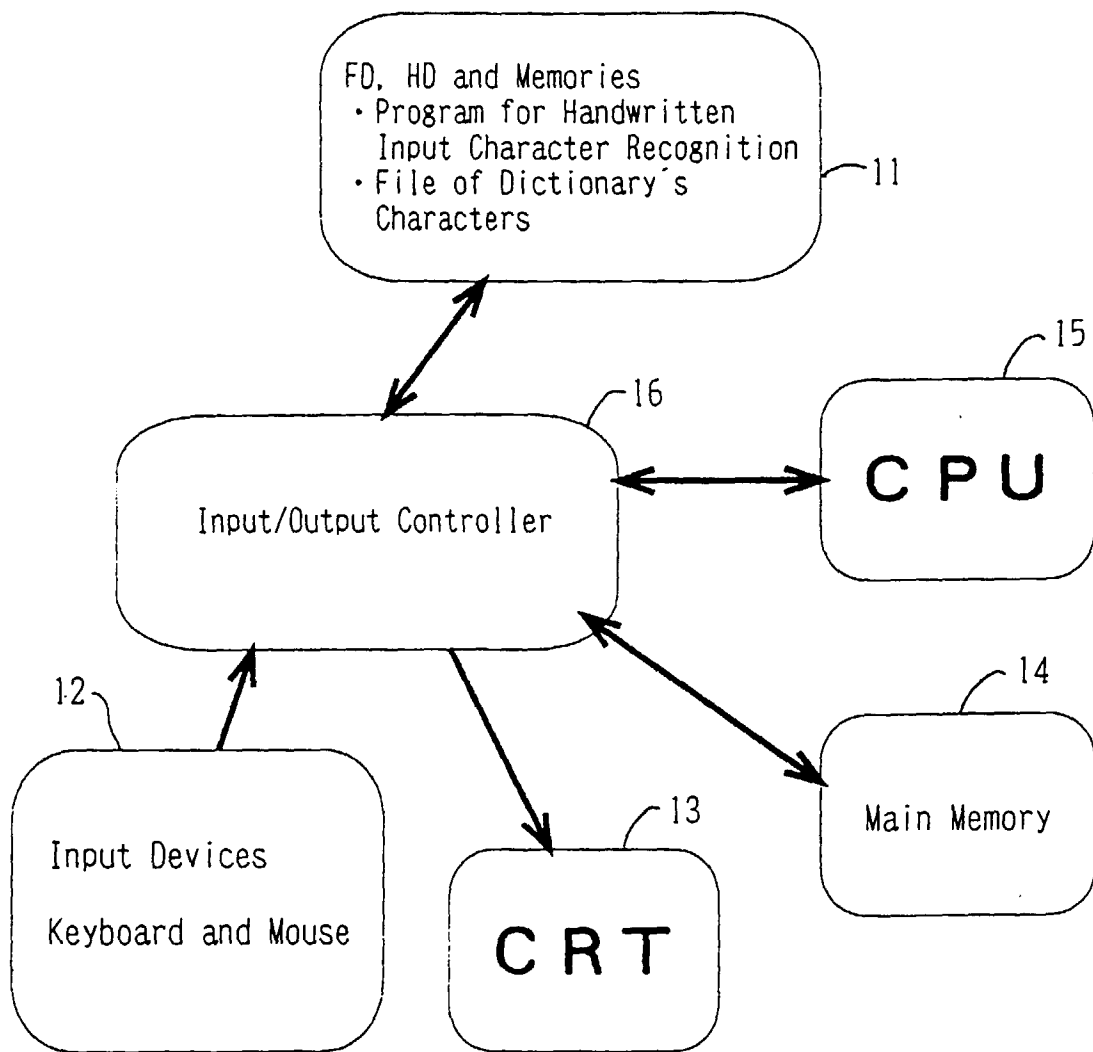 FD, HD and Memories
・Program for Handwritten
Input Character Recognition
・File of Dictionary's
Characters
11
15
CPU
16
Input/Output Controller
12
Input Devices
Keyboard and Mouse
13
CRT
14
Main Memory